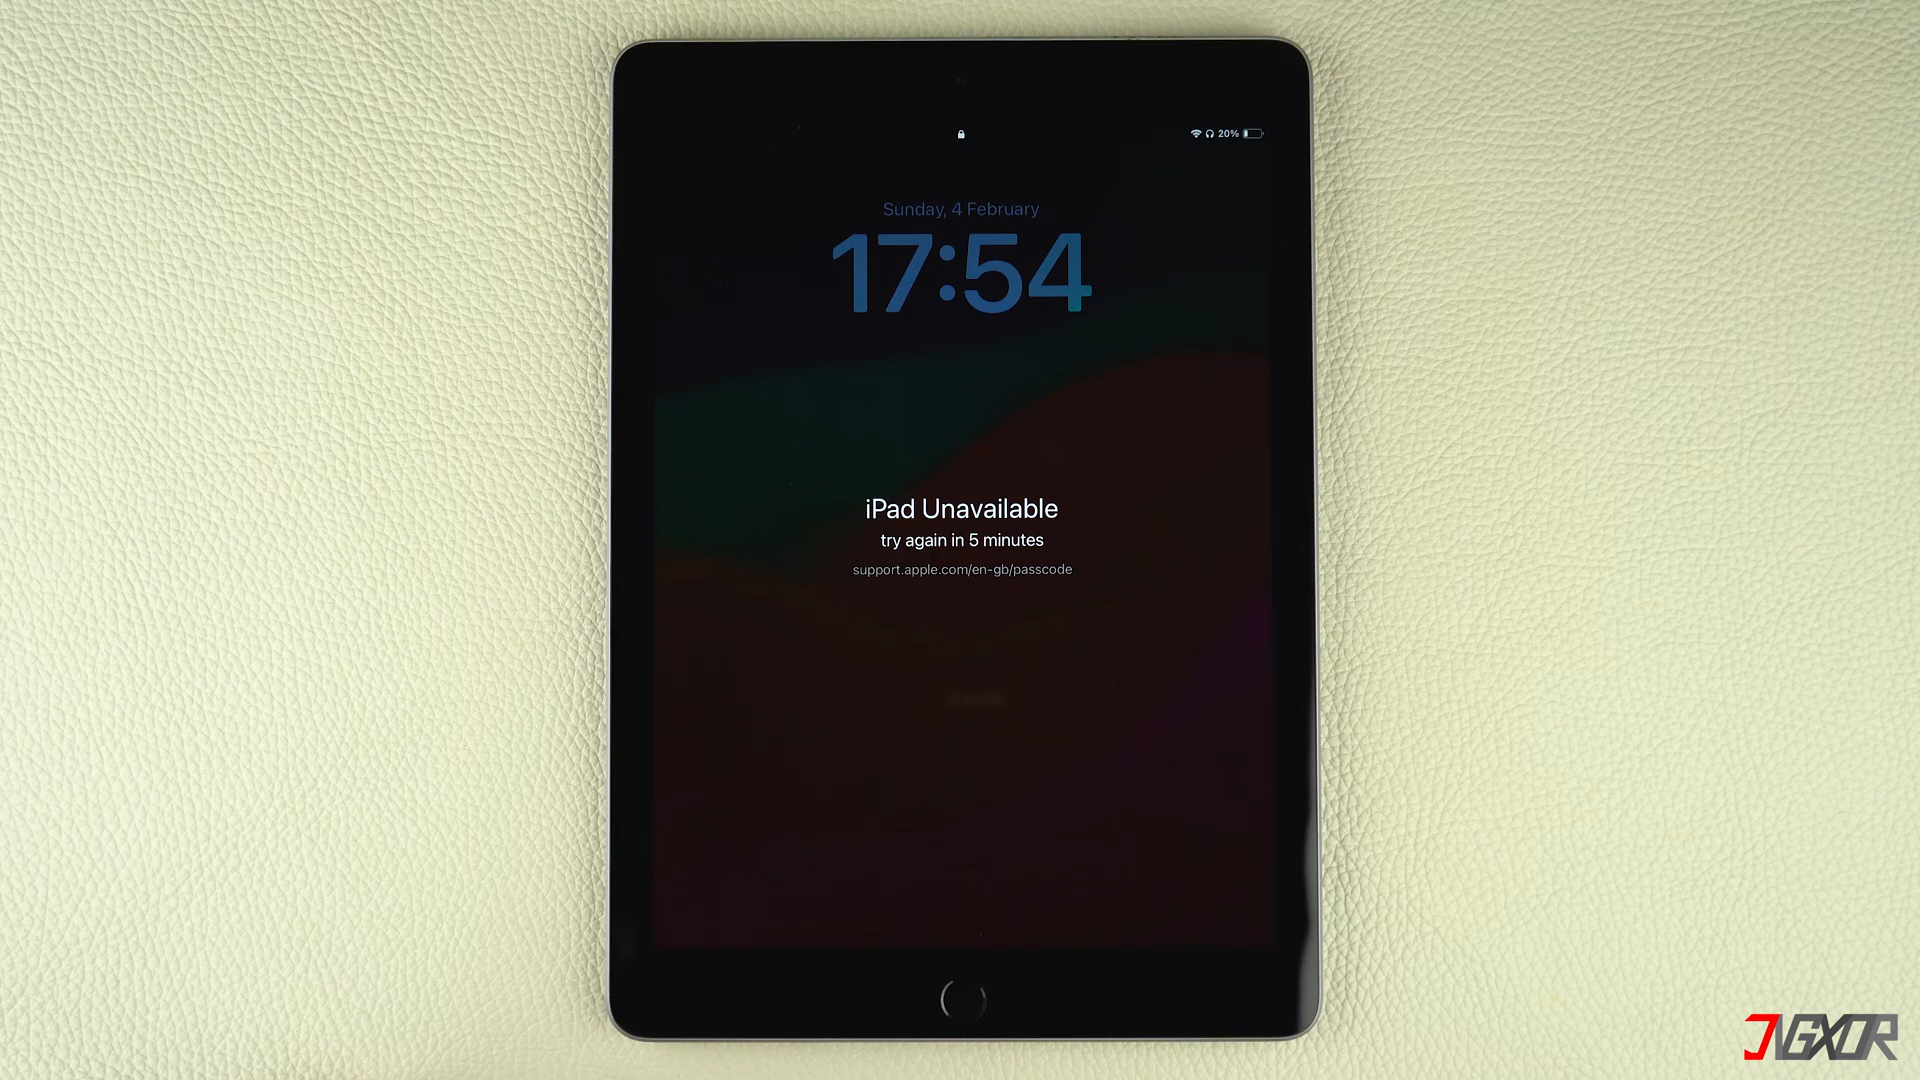 20%
Sunday, 4 February
17:54
iPad Unavailable
try again in 5 minutes
support.apple.com/en-gb/passcode
JVGXOR